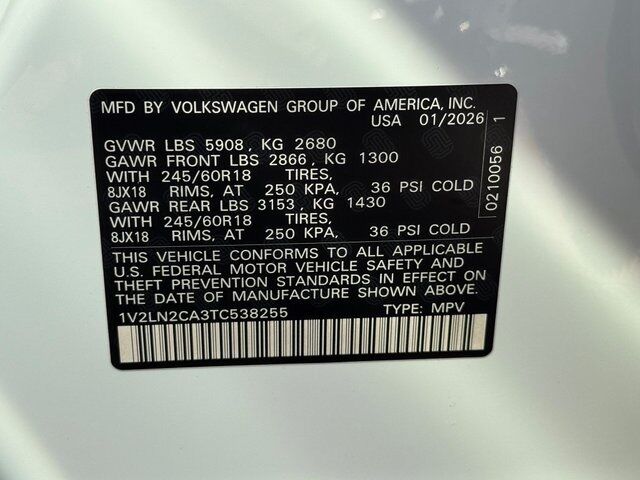 MFD BY VOLKSWAGEN GROUP OF AMERICA, INC.
USA 01/2026
GVWR LBS 5908, KG 2680
GAWR FRONT LBS 2866, KG 1300
WITH 245/60R18 TIRES,
8JX18 RIMS, AT 250 KPA, 36 PSI COLD
GAWR REAR LBS 3153, KG 1430
WITH 245/60R18 TIRES,
8JX18 RIMS, AT 250 KPA, 36 PSI COLD
THIS VEHICLE CONFORMS TO ALL APPLICABLE
U.S. FEDERAL MOTOR VEHICLE SAFETY AND
THEFT PREVENTION STANDARDS IN EFFECT ON
THE DATE OF MANUFACTURE SHOWN ABOVE.
1V2LN2CA3TC538255 TYPE: MPV
0210056 1